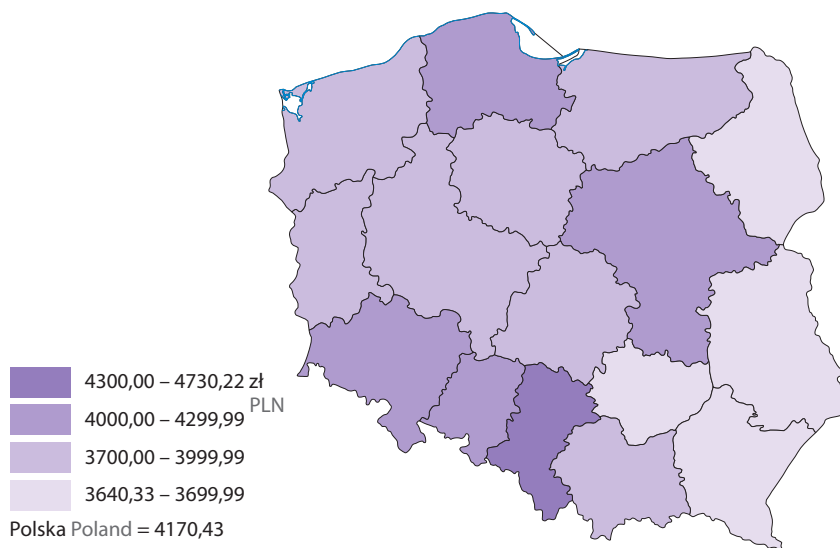 4300,00 – 4730,22 zł
PLN
4000,00 – 4299,99
3700,00 – 3999,99
3640,33 – 3699,99
Polska Poland = 4170,43